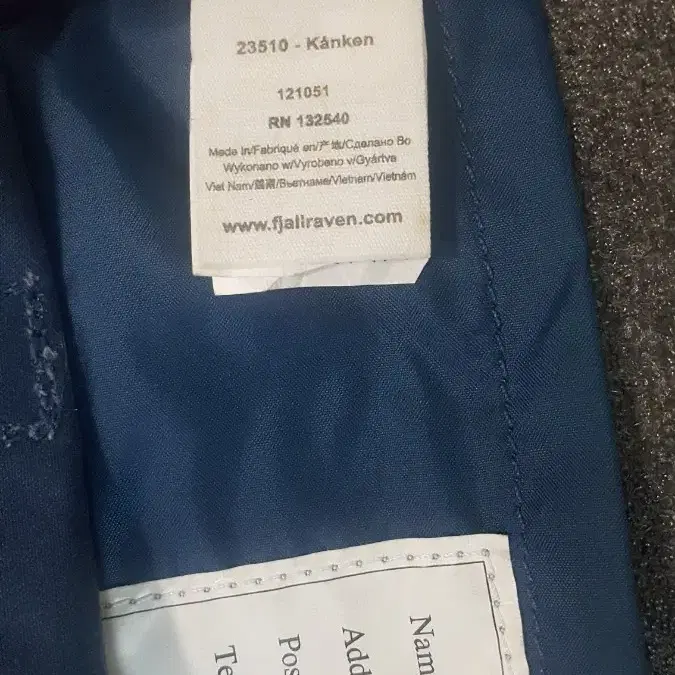 23510 - Kånken
121051
RN 132540
Made In/Fabriqué en/产地/Сделано Во
Wykonano w/Vyrobeno v/Gyártva
Viet Nam/越南/Вьетнаме/Vietnam/Vietnám
www.fjallraven.com
Nam
Add
Pos
Te